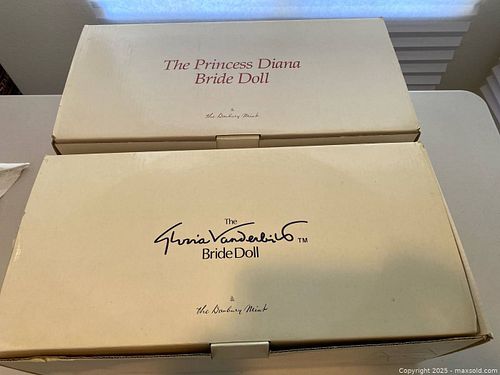 The Princess Diana
Bride Doll
The Danbury Mint
The
Gloria Vanderbilt TM
Bride Doll
The Danbury Mint
Copyright 2025 - maxsold.com